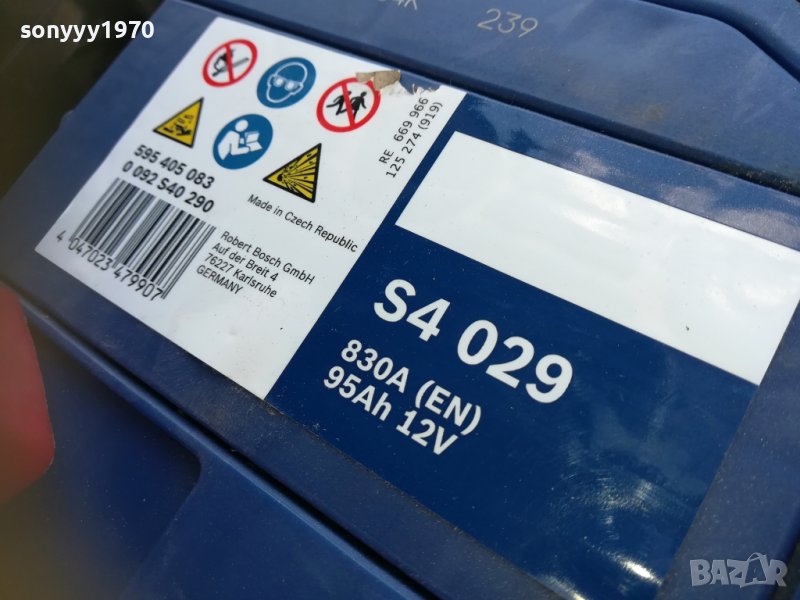 sonyyy1970
239
RE 669 966
125 274 (919)
595 405 083
0 092 S40 290
Made in Czech Republic
Robert Bosch GmbH
Auf der Breit 4
76227 Karlsruhe
GERMANY
4 047023 479907
S4 029
830A (EN)
95Ah 12V
BAZAR